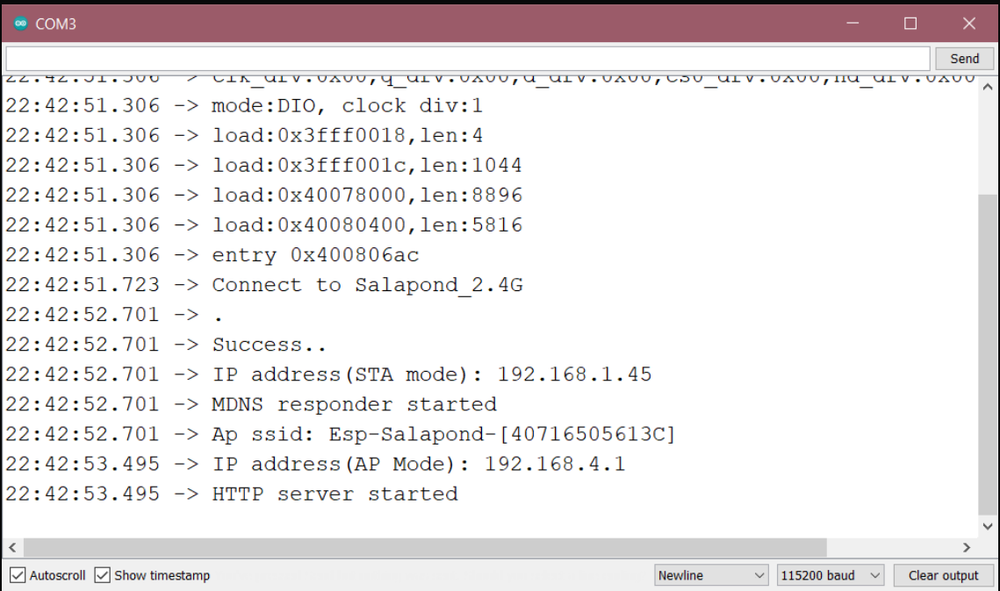 COM3
Send
22:42:51.306 -> clk_drv:0x00,q_drv:0x00,d_drv:0x00,cs0_drv:0x00,hd_drv:0x00
22:42:51.306 -> mode:DIO, clock div:1
22:42:51.306 -> load:0x3fff0018,len:4
22:42:51.306 -> load:0x3fff001c,len:1044
22:42:51.306 -> load:0x40078000,len:8896
22:42:51.306 -> load:0x40080400,len:5816
22:42:51.306 -> entry 0x400806ac
22:42:51.723 -> Connect to Salapond_2.4G
22:42:52.701 -> .
22:42:52.701 -> Success..
22:42:52.701 -> IP address(STA mode): 192.168.1.45
22:42:52.701 -> MDNS responder started
22:42:52.701 -> Ap ssid: Esp-Salapond-[40716505613C]
22:42:53.495 -> IP address(AP Mode): 192.168.4.1
22:42:53.495 -> HTTP server started
Autoscroll Show timestamp Newline 115200 baud Clear output